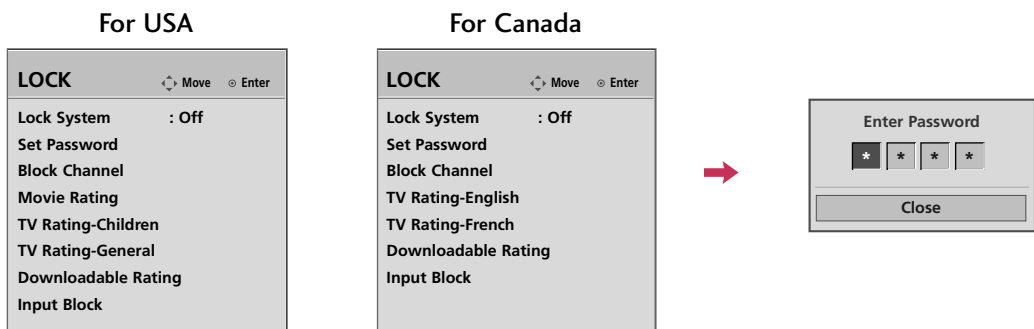 For USA
LOCK Move Enter
Lock System : Off
Set Password
Block Channel
Movie Rating
TV Rating-Children
TV Rating-General
Downloadable Rating
Input Block
For Canada
LOCK Move Enter
Lock System : Off
Set Password
Block Channel
TV Rating-English
TV Rating-French
Downloadable Rating
Input Block
Enter Password
* * * *
Close